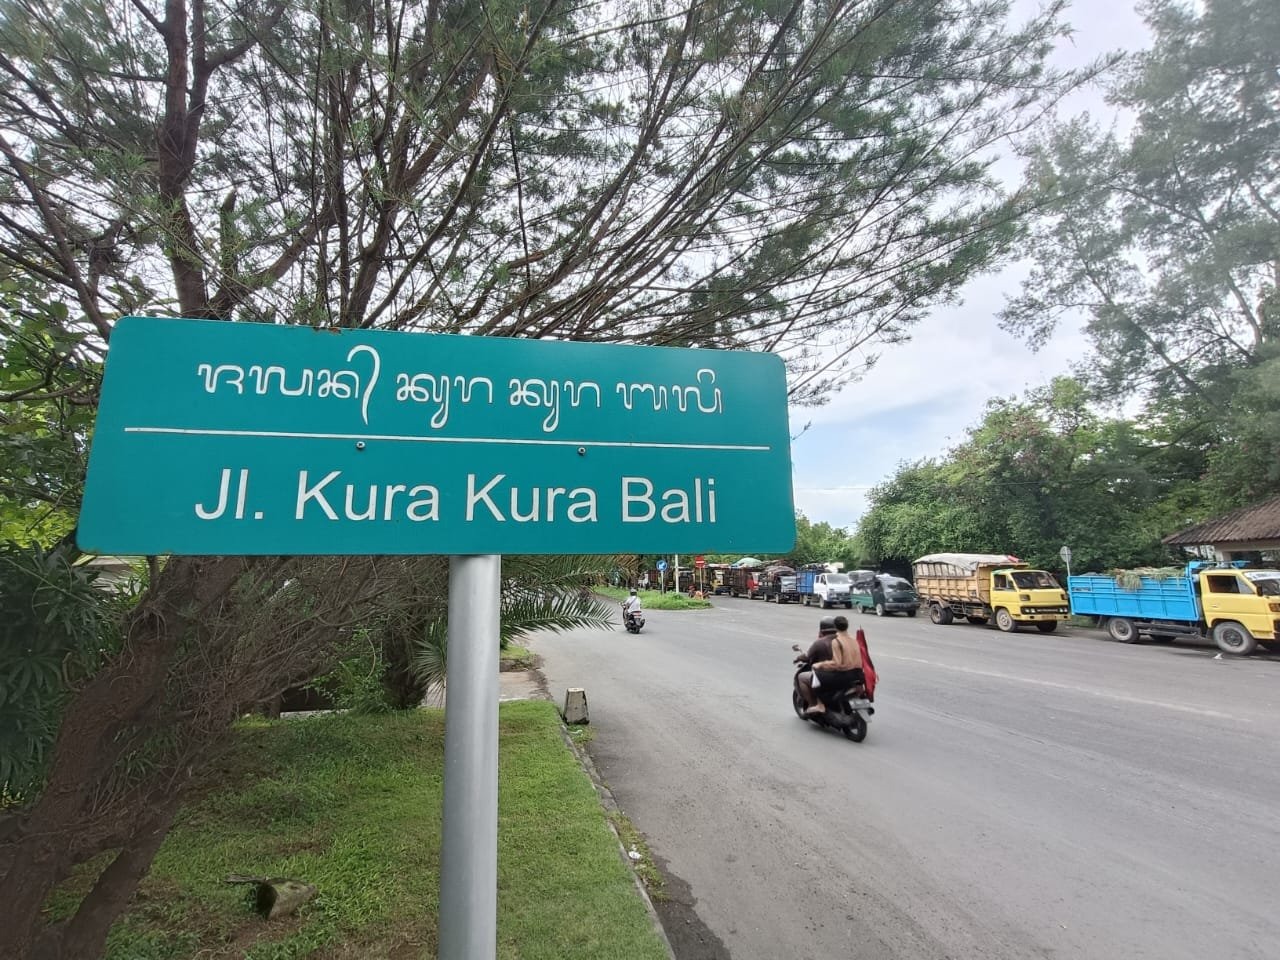 ᬚᬮᬦ᭄ ᬓᬸᬭ ᬓᬸᬭ ᬩᬮᬶ
Jl. Kura Kura Bali